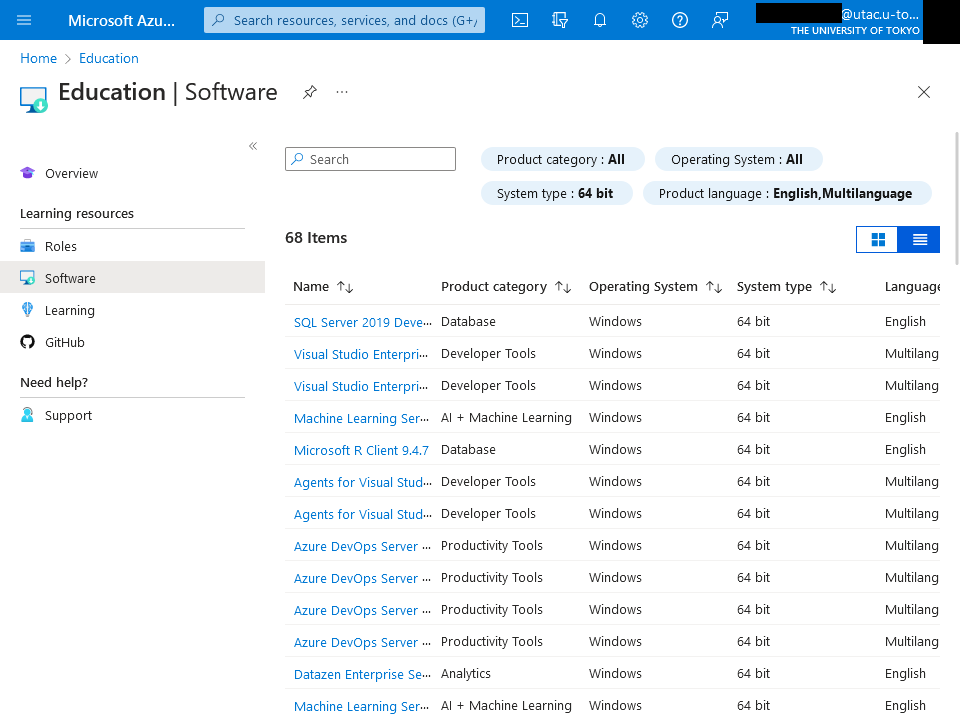 Microsoft Azu...
Search resources, services, and docs (G+/
@utac.u-to...
THE UNIVERSITY OF TOKYO
Home > Education
Education | Software
...
«
Search
Product category : All
Operating System : All
System type : 64 bit
Product language : English,Multilanguage
Overview
Learning resources
Roles
Software
Learning
GitHub
Need help?
Support
68 Items
Name Product category Operating System System type Language
SQL Server 2019 Deve... Database Windows 64 bit English
Visual Studio Enterpri... Developer Tools Windows 64 bit Multilang
Visual Studio Enterpri... Developer Tools Windows 64 bit Multilang
Machine Learning Ser... AI + Machine Learning Windows 64 bit English
Microsoft R Client 9.4.7 Database Windows 64 bit English
Agents for Visual Stud... Developer Tools Windows 64 bit Multilang
Agents for Visual Stud... Developer Tools Windows 64 bit Multilang
Azure DevOps Server ... Productivity Tools Windows 64 bit Multilang
Azure DevOps Server ... Productivity Tools Windows 64 bit Multilang
Azure DevOps Server ... Productivity Tools Windows 64 bit Multilang
Azure DevOps Server ... Productivity Tools Windows 64 bit Multilang
Datazen Enterprise Se... Analytics Windows 64 bit English
Machine Learning Ser... AI + Machine Learning Windows 64 bit English